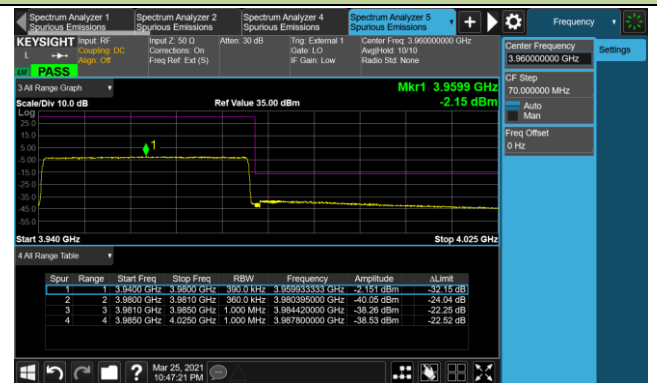 Spectrum Analyzer 1
Spurious Emissions
Spectrum Analyzer 2
Spurious Emissions
Spectrum Analyzer 4
Spurious Emissions
Spectrum Analyzer 5
Spurious Emissions
Frequency
KEYSIGHT
L
PASS
Input: RF
Coupling: DC
Align: Off
Input Z: 50 Ω
Corrections: On
Freq Ref: Ext (S)
Atten: 30 dB
Trig: External 1
Gate: LO
IF Gain: Low
Center Freq: 3.960000000 GHz
Avg|Hold: 10/10
Radio Std: None
Center Frequency
3.960000000 GHz
Settings
CF Step
70.000000 MHz
Auto
Man
Freq Offset
0 Hz
3 All Range Graph
Mkr1 3.9599 GHz
Scale/Div 10.0 dB
Ref Value 35.00 dBm
-2.15 dBm
Log
25.0
15.0
5.00
-5.00
-15.0
-25.0
-35.0
-45.0
-55.0
1
Start 3.940 GHz
Stop 4.025 GHz
4 All Range Table
Spur Range Start Freq Stop Freq RBW Frequency Amplitude ΔLimit
1 1 3.9400 GHz 3.9800 GHz 390.0 kHz 3.959933333 GHz -2.151 dBm -32.15 dB
2 2 3.9800 GHz 3.9810 GHz 360.0 kHz 3.980395000 GHz -40.05 dBm -24.04 dB
3 3 3.9810 GHz 3.9850 GHz 1.000 MHz 3.984420000 GHz -38.26 dBm -22.25 dB
4 4 3.9850 GHz 4.0250 GHz 1.000 MHz 3.987800000 GHz -38.53 dBm -22.52 dB
Mar 25, 2021
10:47:21 PM